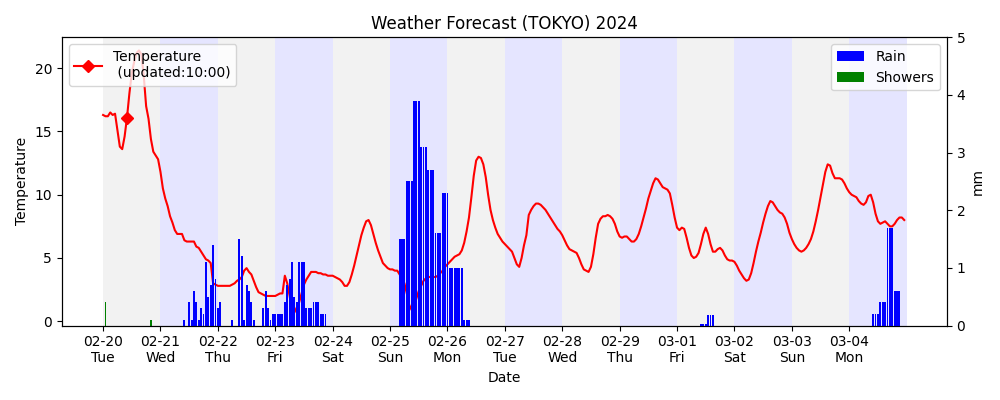 Weather Forecast (TOKYO) 2024
Temperature
(updated:10:00)
Rain
Showers
Temperature
20
15
10
5
0
5
4
3
2
1
0
mm
02-20 02-21 02-22 02-23 02-24 02-25 02-26 02-27 02-28 02-29 03-01 03-02 03-03 03-04
Tue Wed Thu Fri Sat Sun Mon Tue Wed Thu Fri Sat Sun Mon
Date